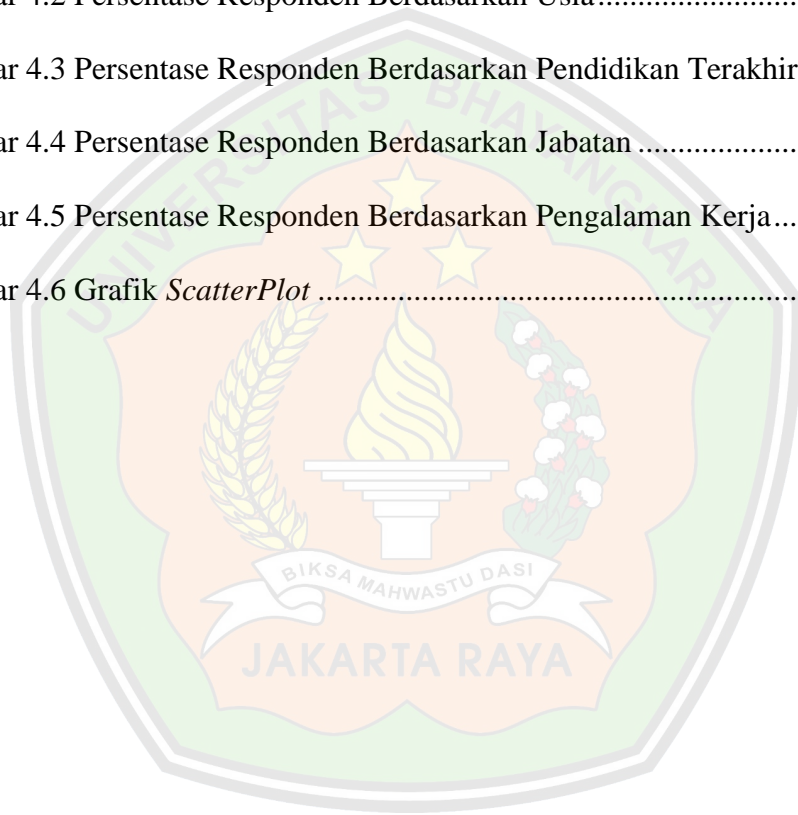 ar 4.2 Persentase Responden Berdasarkan Usia.....................
ar 4.3 Persentase Responden Berdasarkan Pendidikan Terakhir
ar 4.4 Persentase Responden Berdasarkan Jabatan ....................
ar 4.5 Persentase Responden Berdasarkan Pengalaman Kerja...
ar 4.6 Grafik ScatterPlot ............................................................
UNIVERSITAS BHAYANGKARA
BIKSA MAHWASTU DASI
JAKARTA RAYA